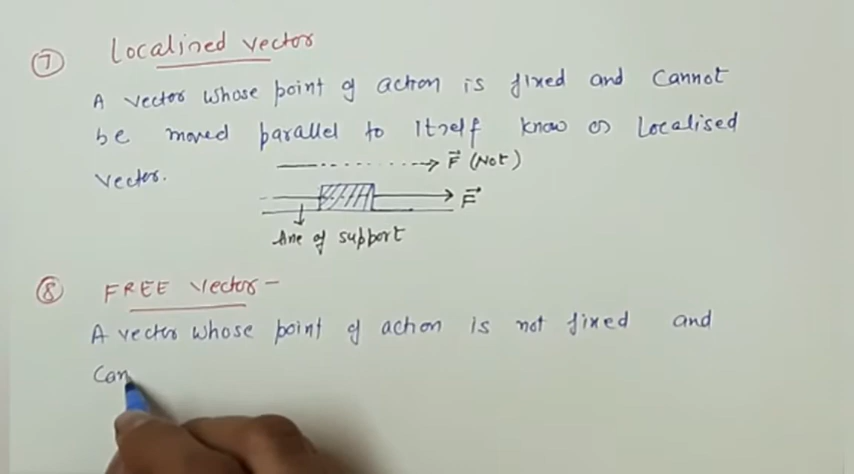 7 Localised vector
A vector whose point of action is fixed and cannot
be moved parallel to itself know as Localised
vector.
F (Not)
F
line of support
8 FREE vector-
A vector whose point of action is not fixed and
Can